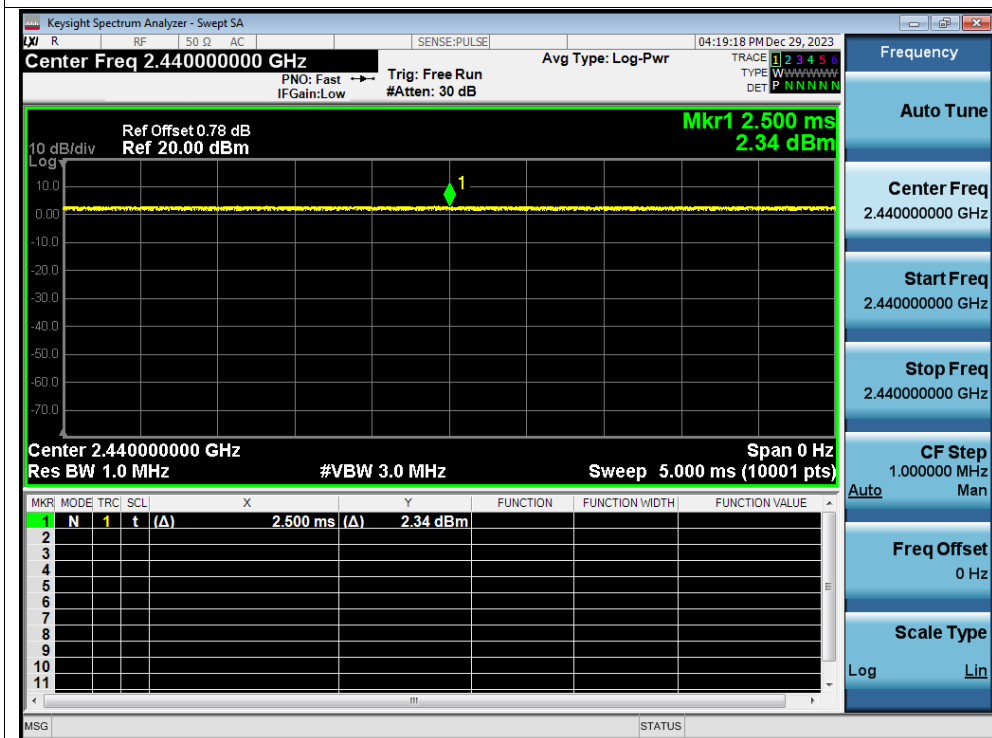 Keysight Spectrum Analyzer - Swept SA
LXI R RF 50 Ω AC SENSE:PULSE 04:19:18 PM Dec 29, 2023
Center Freq 2.440000000 GHz Avg Type: Log-Pwr TRACE 1 2 3 4 5 6
PNO: Fast Trig: Free Run TYPE WWWWWW
IFGain:Low #Atten: 30 dB DET P N N N N N
Frequency
Auto Tune
Center Freq
2.440000000 GHz
Start Freq
2.440000000 GHz
Stop Freq
2.440000000 GHz
CF Step
1.000000 MHz
Auto Man
Freq Offset
0 Hz
Scale Type
Log Lin
Mkr1 2.500 ms
Ref Offset 0.78 dB
10 dB/div Ref 20.00 dBm 2.34 dBm
Log
1
10.0
0.00
-10.0
-20.0
-30.0
-40.0
-50.0
-60.0
-70.0
Center 2.440000000 GHz Span 0 Hz
Res BW 1.0 MHz #VBW 3.0 MHz Sweep 5.000 ms (10001 pts)
MKR MODE TRC SCL X Y FUNCTION FUNCTION WIDTH FUNCTION VALUE
1 N 1 t (Δ) 2.500 ms (Δ) 2.34 dBm
2
3
4
5
6
7
8
9
10
11
MSG STATUS